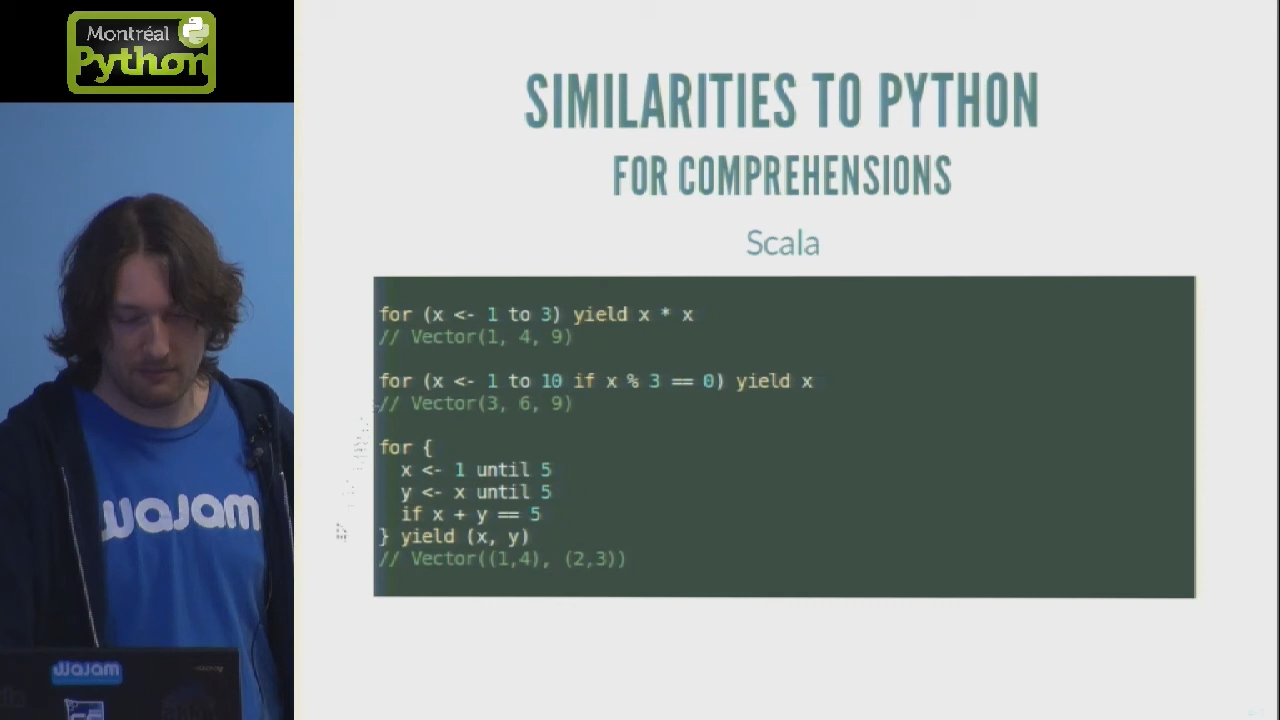 Montréal
Python
SIMILARITIES TO PYTHON
FOR COMPREHENSIONS
Scala
for (x <- 1 to 3) yield x * x
// Vector(1, 4, 9)
for (x <- 1 to 10 if x % 3 == 0) yield x
// Vector(3, 6, 9)
for {
  x <- 1 until 5
  y <- x until 5
  if x + y == 5
} yield (x, y)
// Vector((1,4), (2,3))
wajam
wajam